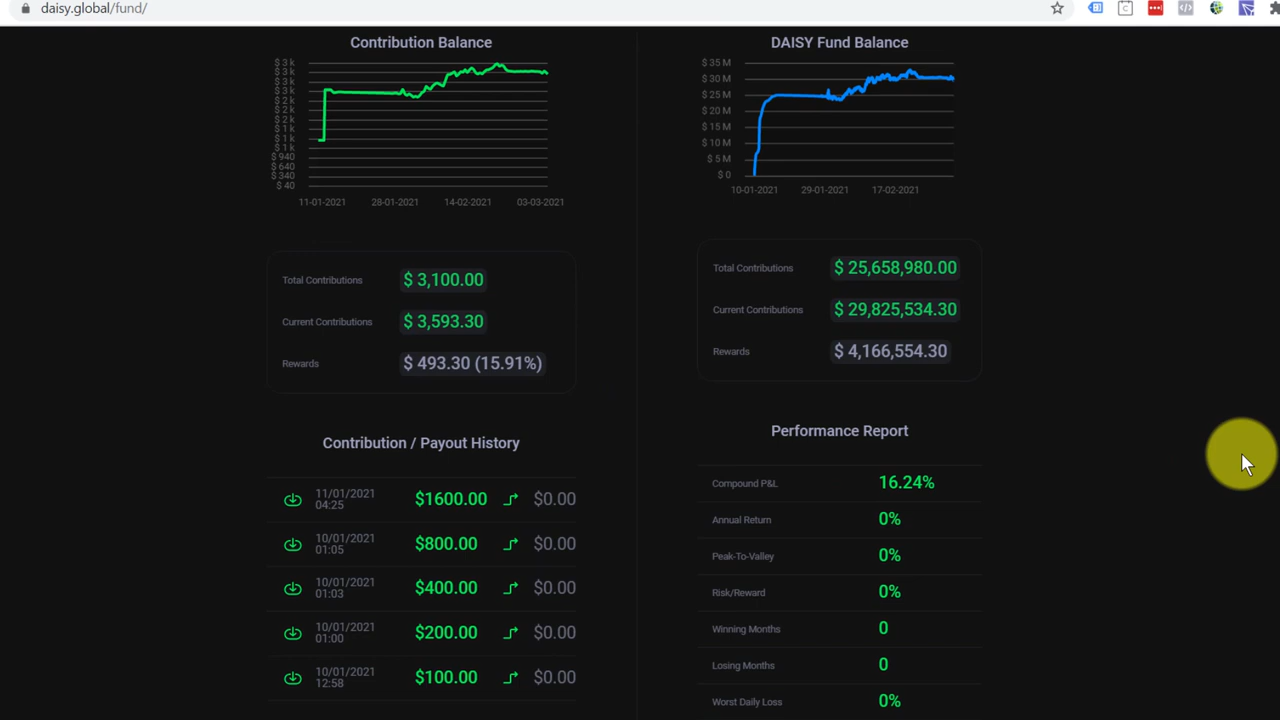 daisy.global/fund/
Contribution Balance
$ 3 k
$ 3 k
$ 3 k
$ 3 k
$ 2 k
$ 2 k
$ 2 k
$ 1 k
$ 1 k
$ 1 k
$ 940
$ 640
$ 340
$ 40
11-01-2021 28-01-2021 14-02-2021 03-03-2021
Total Contributions $ 3,100.00
Current Contributions $ 3,593.30
Rewards $ 493.30 (15.91%)
Contribution / Payout History
11/01/2021
04:25
$1600.00 $0.00
10/01/2021
01:05
$800.00 $0.00
10/01/2021
01:03
$400.00 $0.00
10/01/2021
01:00
$200.00 $0.00
10/01/2021
12:58
$100.00 $0.00
DAISY Fund Balance
$ 35 M
$ 30 M
$ 25 M
$ 20 M
$ 15 M
$ 10 M
$ 5 M
$ 0
10-01-2021 29-01-2021 17-02-2021
Total Contributions $ 25,658,980.00
Current Contributions $ 29,825,534.30
Rewards $ 4,166,554.30
Performance Report
Compound P&L 16.24%
Annual Return 0%
Peak-To-Valley 0%
Risk/Reward 0%
Winning Months 0
Losing Months 0
Worst Daily Loss 0%